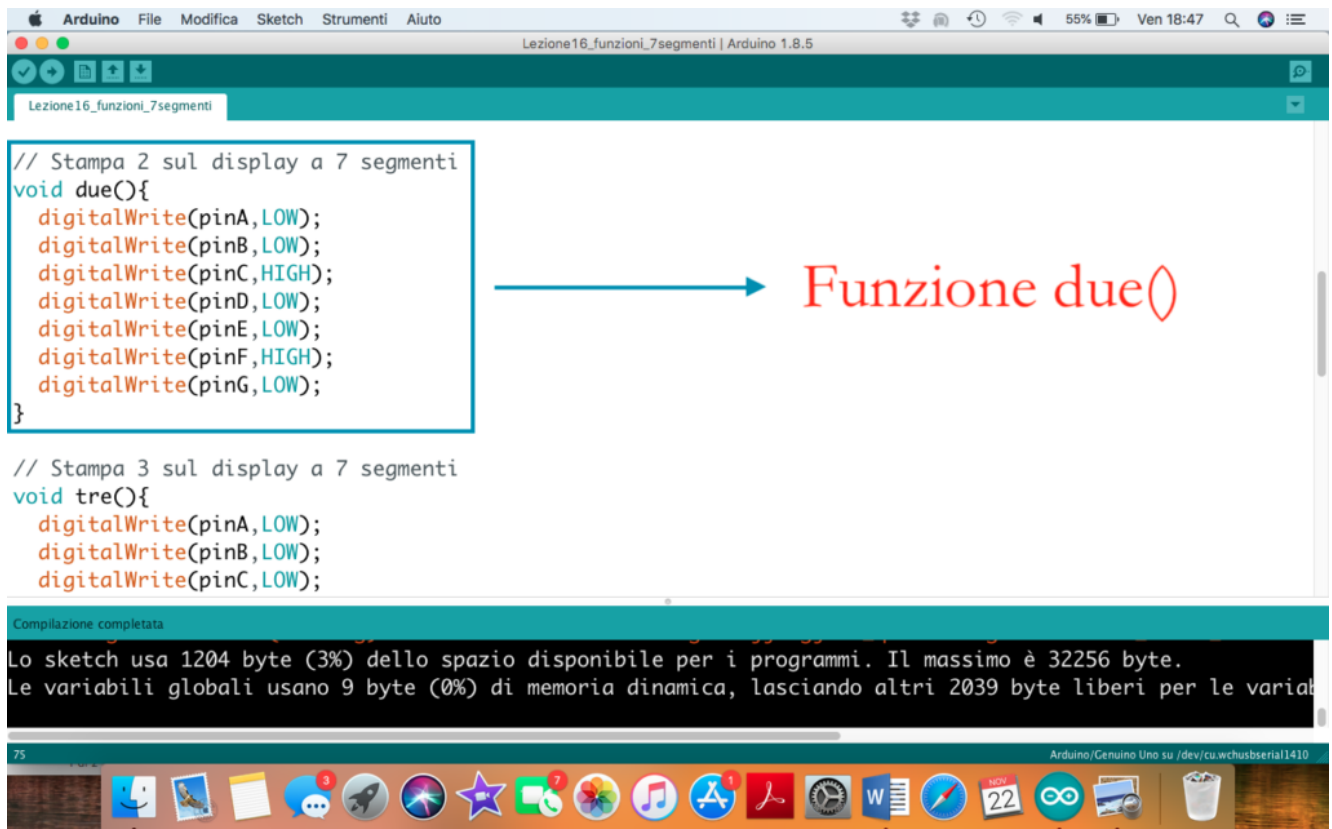 Arduino File Modifica Sketch Strumenti Aiuto 55% Ven 18:47
Lezione16_funzioni_7segmenti | Arduino 1.8.5
Lezione16_funzioni_7segmenti
// Stampa 2 sul display a 7 segmenti
void due(){
digitalWrite(pinA,LOW);
digitalWrite(pinB,LOW);
digitalWrite(pinC,HIGH);
digitalWrite(pinD,LOW);
digitalWrite(pinE,LOW);
digitalWrite(pinF,HIGH);
digitalWrite(pinG,LOW);
}
Funzione due()
// Stampa 3 sul display a 7 segmenti
void tre(){
digitalWrite(pinA,LOW);
digitalWrite(pinB,LOW);
digitalWrite(pinC,LOW);
Compilazione completata
Lo sketch usa 1204 byte (3%) dello spazio disponibile per i programmi. Il massimo è 32256 byte.
Le variabili globali usano 9 byte (0%) di memoria dinamica, lasciando altri 2039 byte liberi per le variab
75 Arduino/Genuino Uno su /dev/cu.wchusbserial1410
3 7 1 W NOV 22